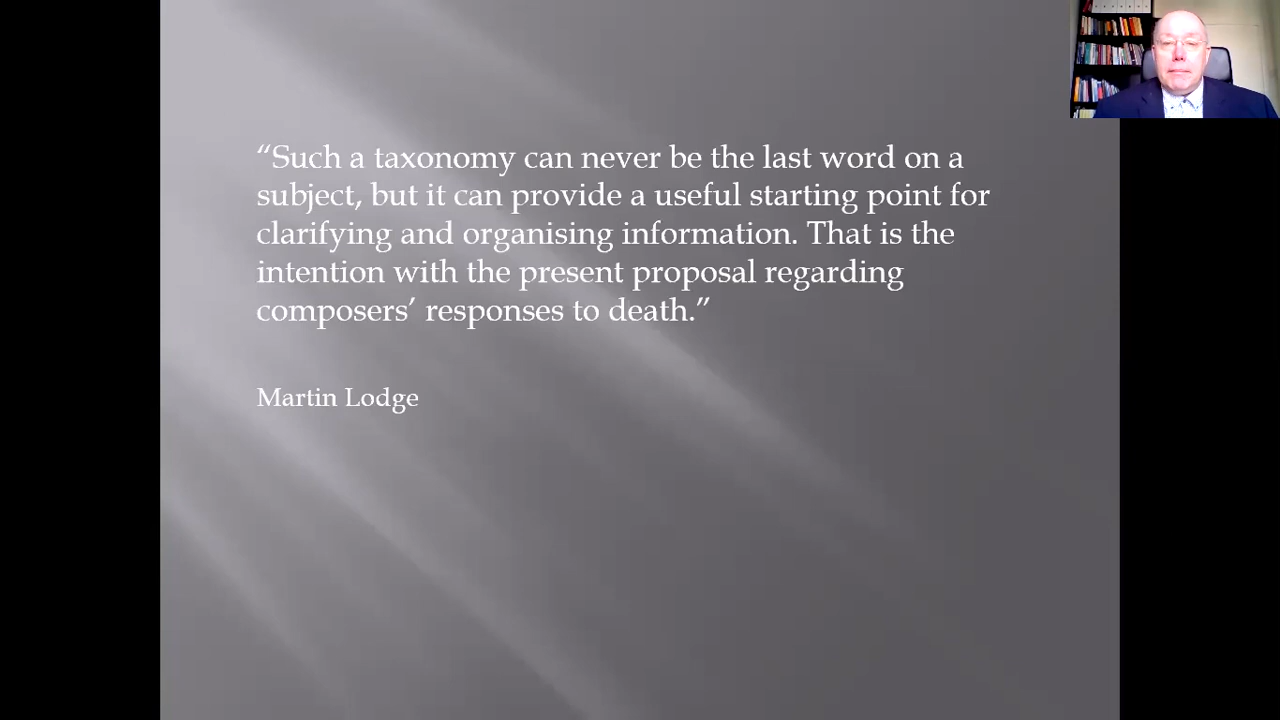 “Such a taxonomy can never be the last word on a
subject, but it can provide a useful starting point for
clarifying and organising information. That is the
intention with the present proposal regarding
composers’ responses to death.”
Martin Lodge